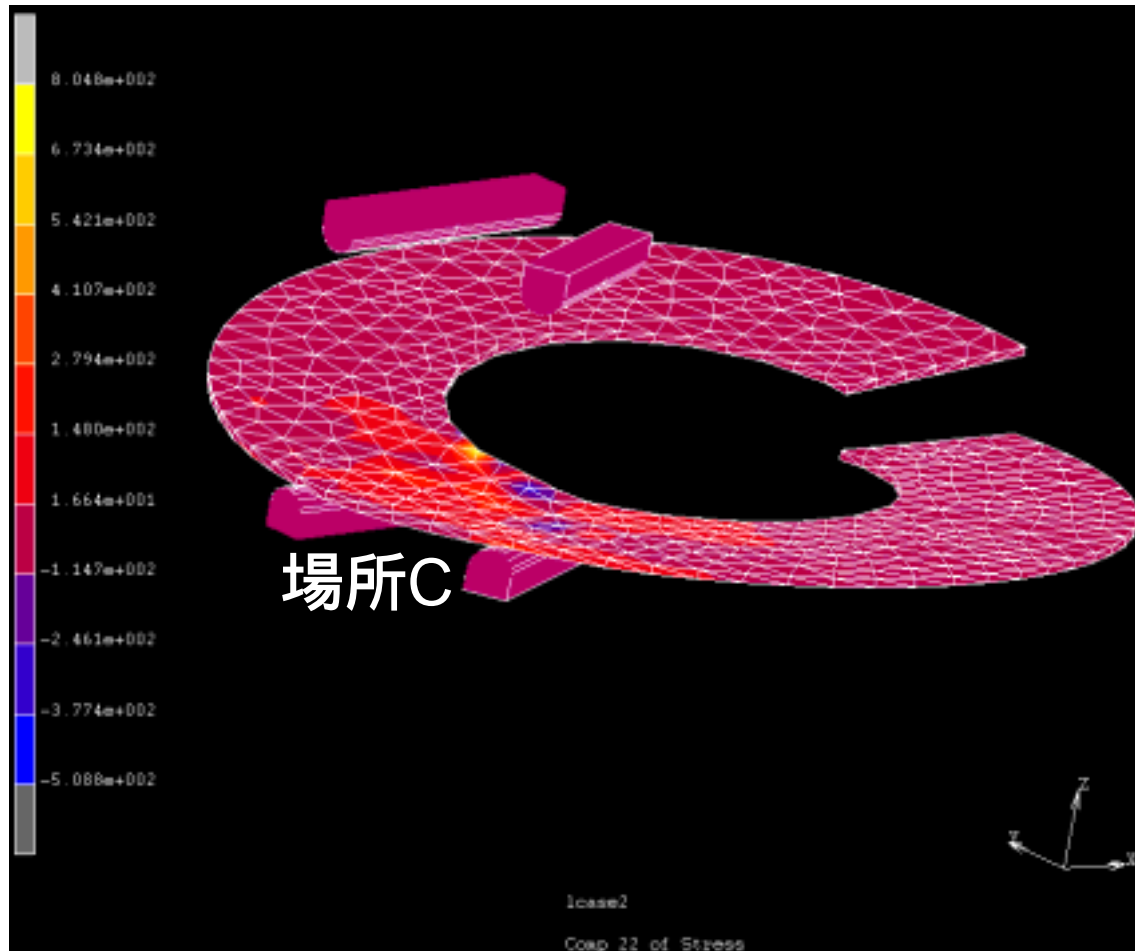 8.048e+002
6.734e+002
5.421e+002
4.107e+002
2.794e+002
1.480e+002
1.664e+001
-1.147e+002
-2.461e+002
-3.774e+002
-5.088e+002
場所C
Z
Y
X
lcase2
Comp 22 of Stress